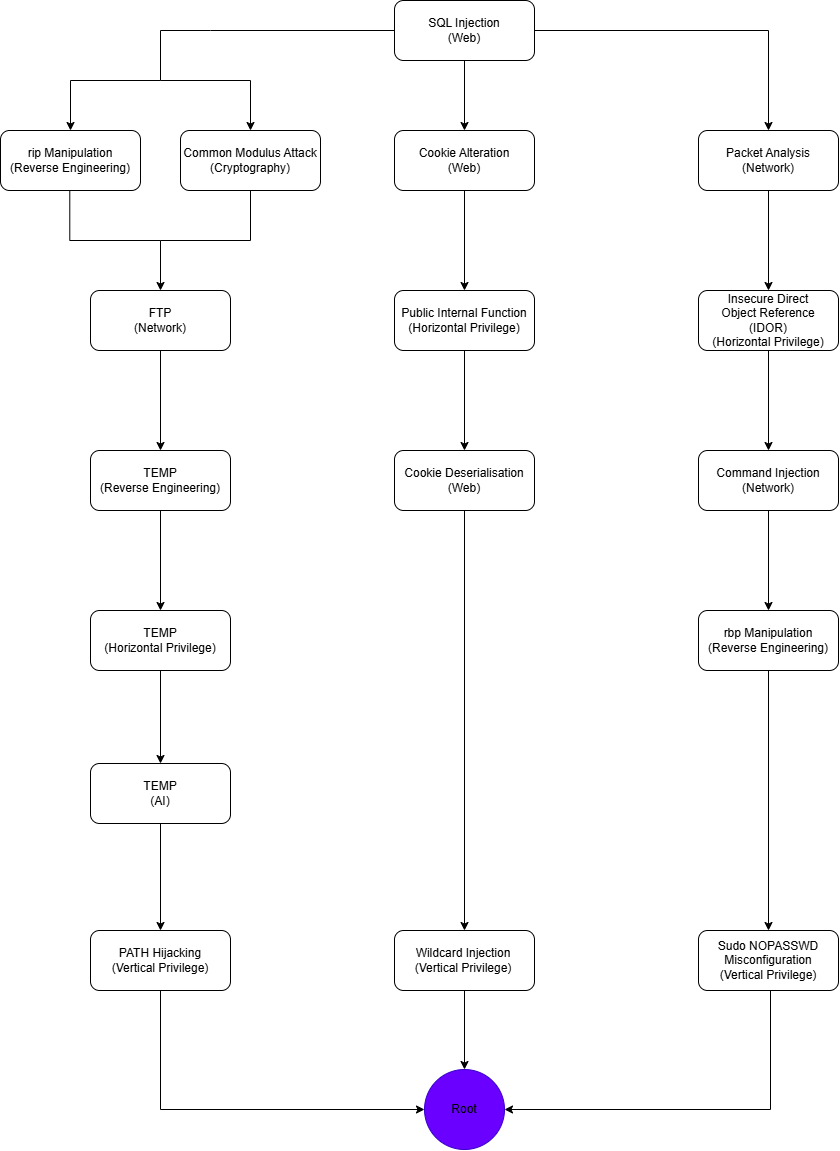 SQL Injection
(Web)
rip Manipulation
(Reverse Engineering)
Common Modulus Attack
(Cryptography)
Cookie Alteration
(Web)
Packet Analysis
(Network)
FTP
(Network)
Public Internal Function
(Horizontal Privilege)
Insecure Direct
Object Reference
(IDOR)
(Horizontal Privilege)
TEMP
(Reverse Engineering)
Cookie Deserialisation
(Web)
Command Injection
(Network)
TEMP
(Horizontal Privilege)
rbp Manipulation
(Reverse Engineering)
TEMP
(AI)
PATH Hijacking
(Vertical Privilege)
Wildcard Injection
(Vertical Privilege)
Sudo NOPASSWD
Misconfiguration
(Vertical Privilege)
Root